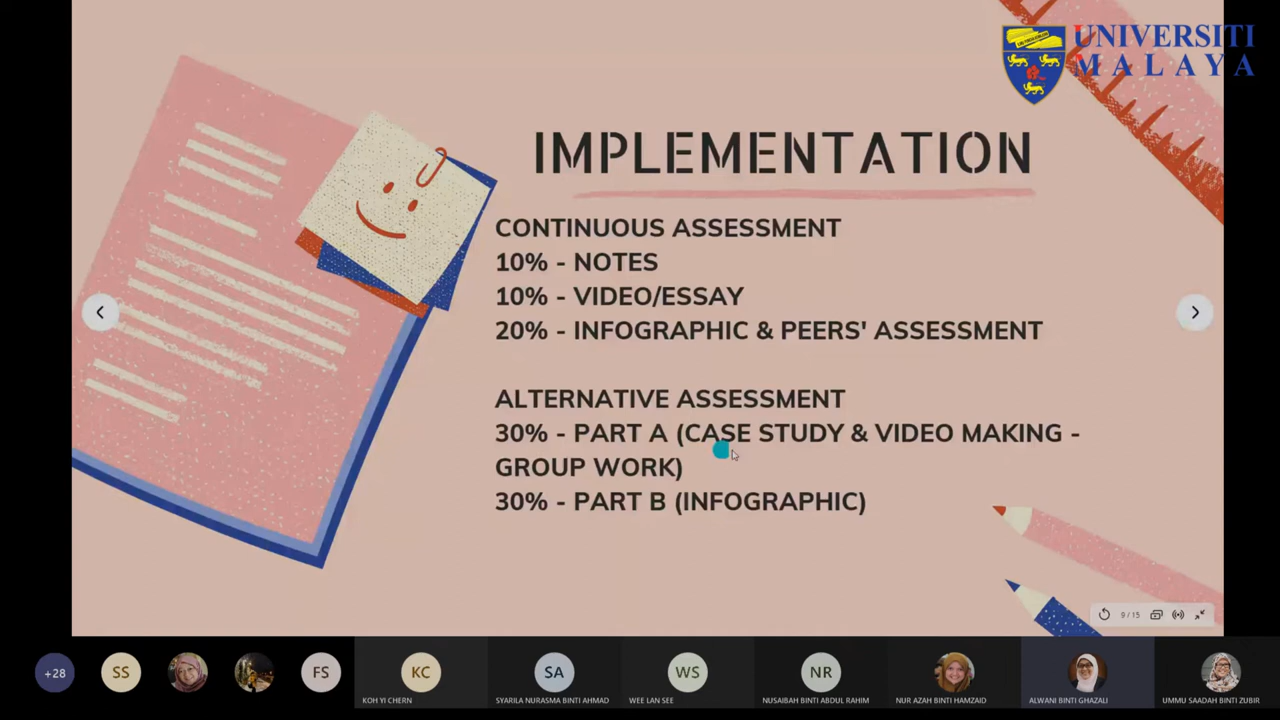 UNIVERSITI
MALAYA
IMPLEMENTATION
CONTINUOUS ASSESSMENT
10% - NOTES
10% - VIDEO/ESSAY
20% - INFOGRAPHIC & PEERS' ASSESSMENT
ALTERNATIVE ASSESSMENT
30% - PART A (CASE STUDY & VIDEO MAKING -
GROUP WORK)
30% - PART B (INFOGRAPHIC)
9 / 15
+28
SS
FS
KC
SA
WS
NR
KOH YI CHERN
SYARILA NURASMA BINTI AHMAD
WEE LAN SEE
NUSAIBAH BINTI ABDUL RAHIM
NUR AZAH BINTI HAMZAID
ALWANI BINTI GHAZALI
UMMU SAADAH BINTI ZUBIR